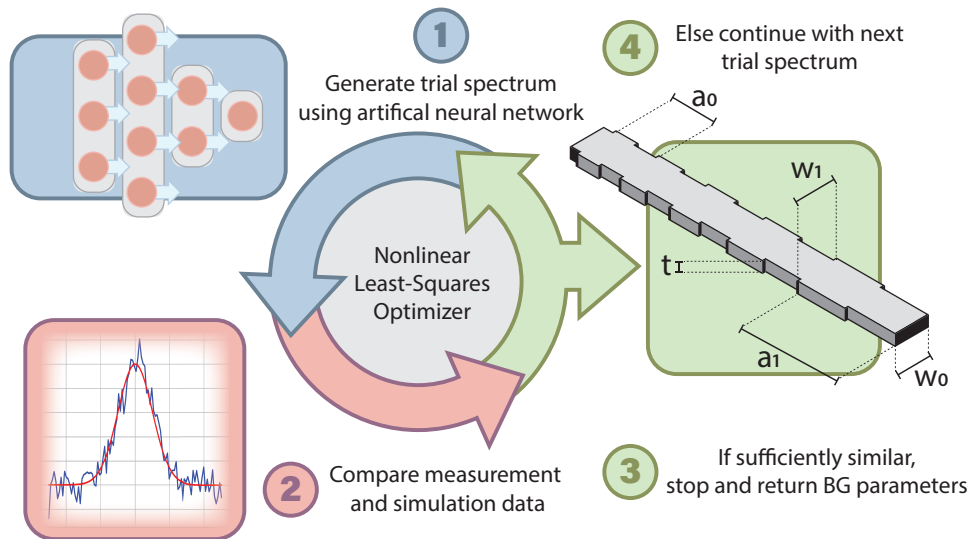 1
Generate trial spectrum
using artifical neural network
4
Else continue with next
trial spectrum
a0
w1
t
a1
w0
Nonlinear
Least-Squares
Optimizer
2
Compare measurement
and simulation data
3
If sufficiently similar,
stop and return BG parameters